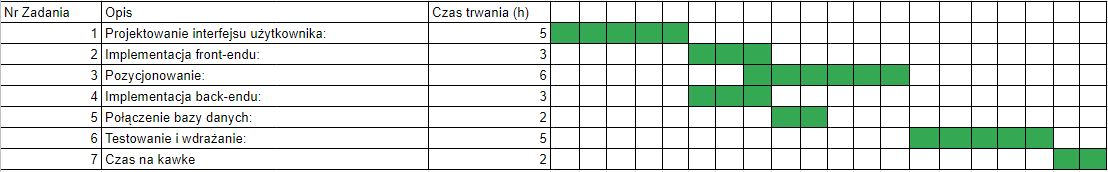 Nr Zadania Opis Czas trwania (h)
1 Projektowanie interfejsu użytkownika: 5
2 Implementacja front-endu: 3
3 Pozycjonowanie: 6
4 Implementacja back-endu: 3
5 Połączenie bazy danych: 2
6 Testowanie i wdrażanie: 5
7 Czas na kawke 2